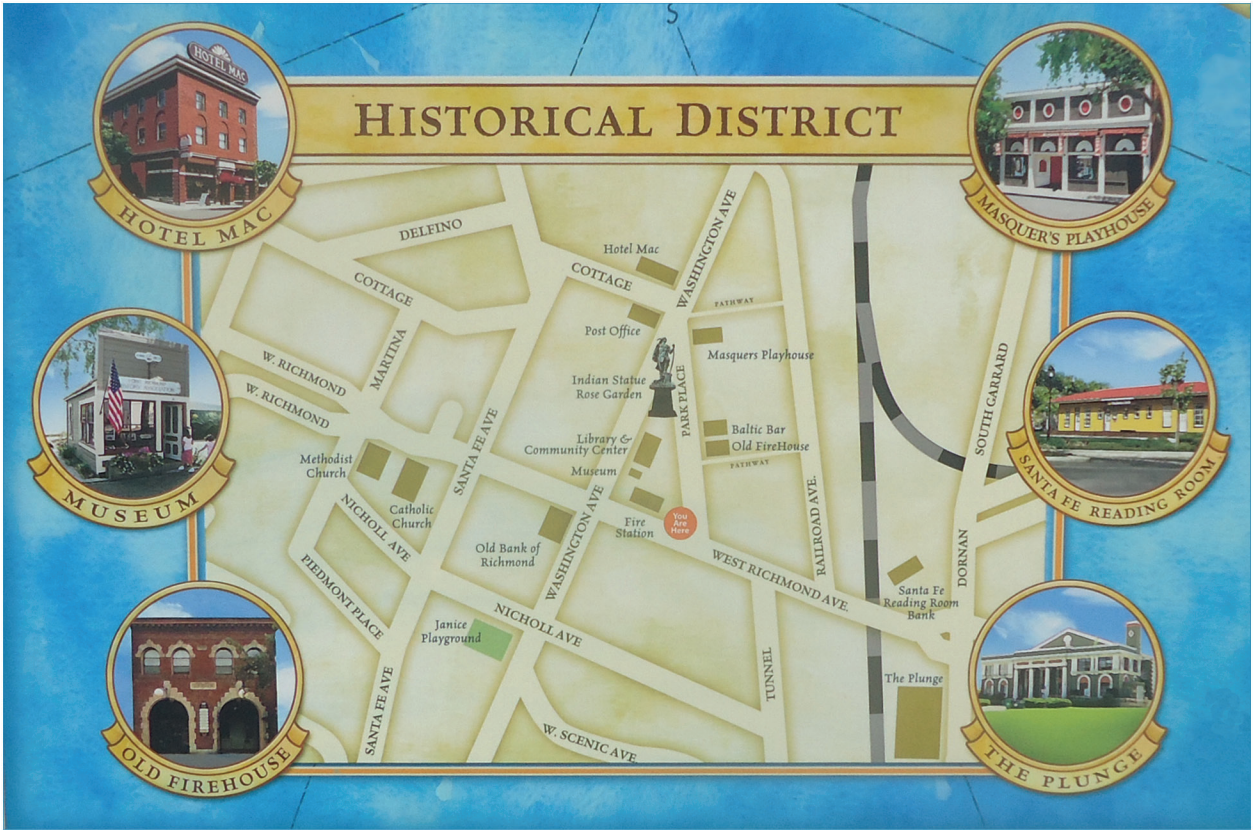 S
HISTORICAL DISTRICT
HOTEL MAC
HOTEL MAC
MASQUER'S PLAYHOUSE
MUSEUM
SANTA FE READING ROOM
OLD FIREHOUSE
THE PLUNGE
DELFINO
Hotel Mac
WASHINGTON AVE
COTTAGE
COTTAGE
PATHWAY
Post Office
Masquers Playhouse
MARTINA
W. RICHMOND
W. RICHMOND
Indian Statue
Rose Garden
PARK PLACE
SOUTH GARRARD
Baltic Bar
Old FireHouse
PATHWAY
Library &
Community Center
Museum
SANTA FE AVE
Methodist
Church
Catholic
Church
NICHOLL AVE
Fire
Station
You
Are
Here
RAILROAD AVE.
Old Bank of
Richmond
WASHINGTON AVE
WEST RICHMOND AVE.
DORNAN
PIEDMONT PLACE
Santa Fe
Reading Room
Bank
NICHOLL AVE
Janice
Playground
TUNNEL
The Plunge
SANTA FE AVE
W. SCENIC AVE.